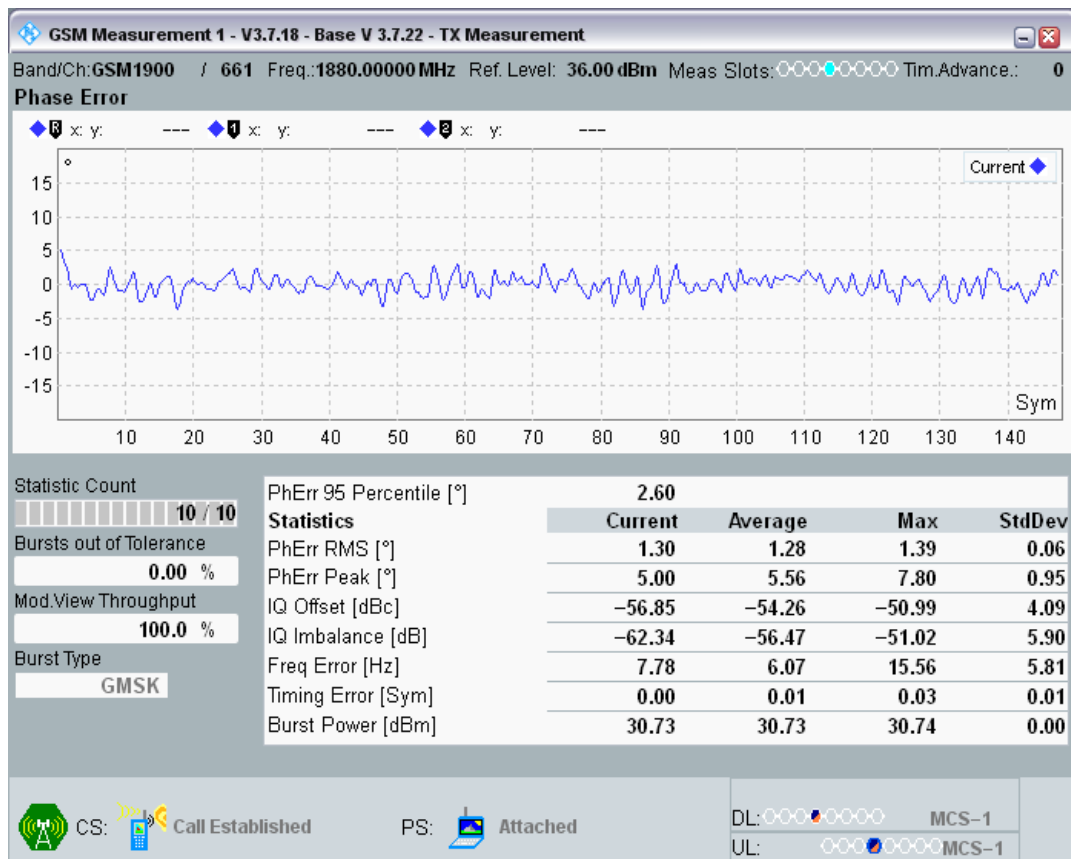 GSM Measurement 1 - V3.7.18 - Base V 3.7.22 - TX Measurement
Band/Ch:GSM1900 / 661 Freq.:1880.00000 MHz Ref. Level: 36.00 dBm Meas Slots: Tim.Advance.: 0
Phase Error
R x: y: --- 1 x: y: --- 2 x: y: ---
° Current
15
10
5
0
-5
-10
-15
Sym
10 20 30 40 50 60 70 80 90 100 110 120 130 140
Statistic Count
10 / 10
Bursts out of Tolerance
0.00 %
Mod.View Throughput
100.0 %
Burst Type
GMSK
PhErr 95 Percentile [°] 2.60
Statistics Current Average Max StdDev
PhErr RMS [°] 1.30 1.28 1.39 0.06
PhErr Peak [°] 5.00 5.56 7.80 0.95
IQ Offset [dBc] −56.85 −54.26 −50.99 4.09
IQ Imbalance [dB] −62.34 −56.47 −51.02 5.90
Freq Error [Hz] 7.78 6.07 15.56 5.81
Timing Error [Sym] 0.00 0.01 0.03 0.01
Burst Power [dBm] 30.73 30.73 30.74 0.00
CS: Call Established PS: Attached
DL: MCS−1
UL: MCS−1